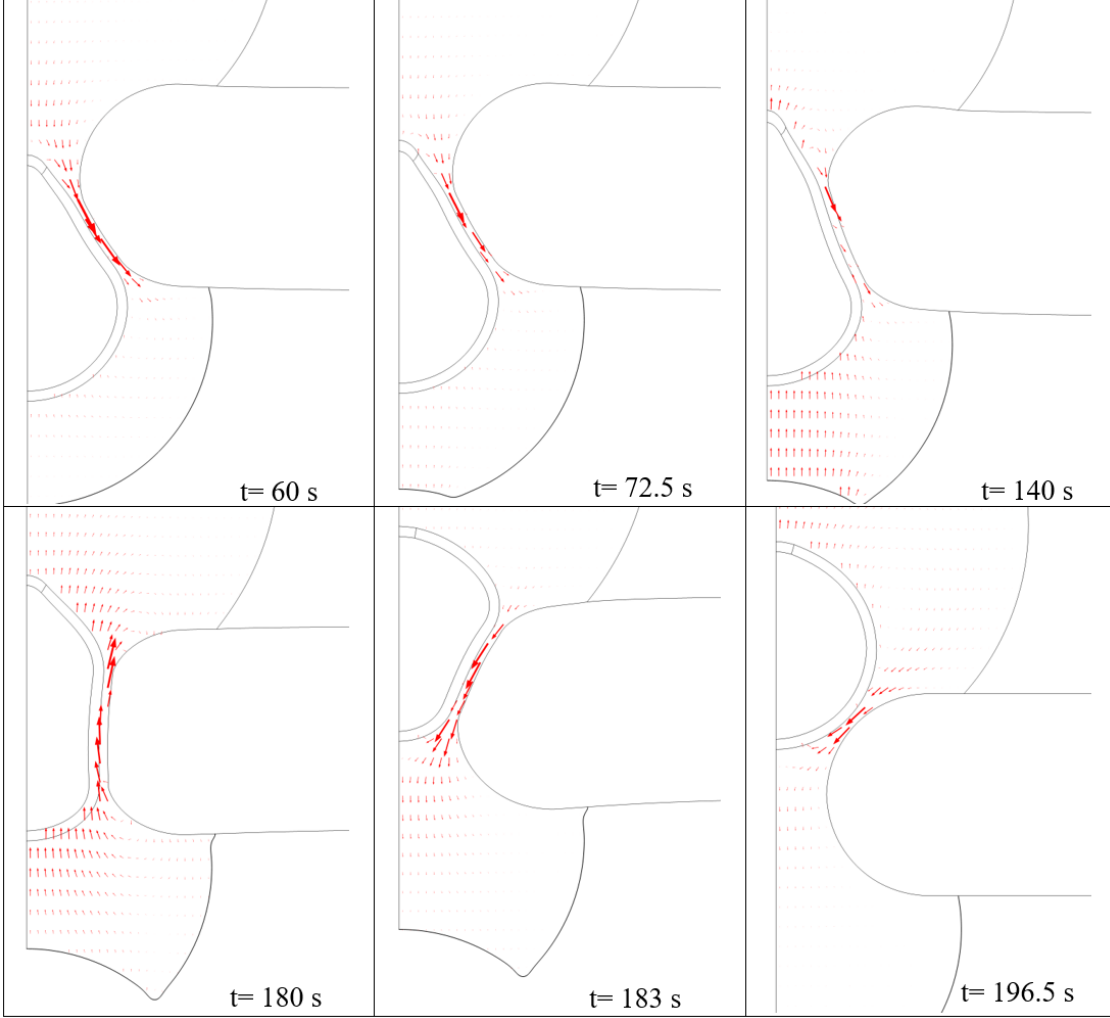 t= 60 s
t= 72.5 s
t= 140 s
t= 180 s
t= 183 s
t= 196.5 s